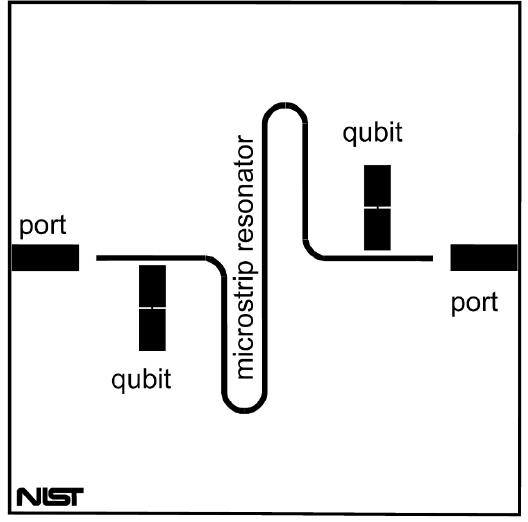 qubit
port
microstrip resonator
port
qubit
NIST